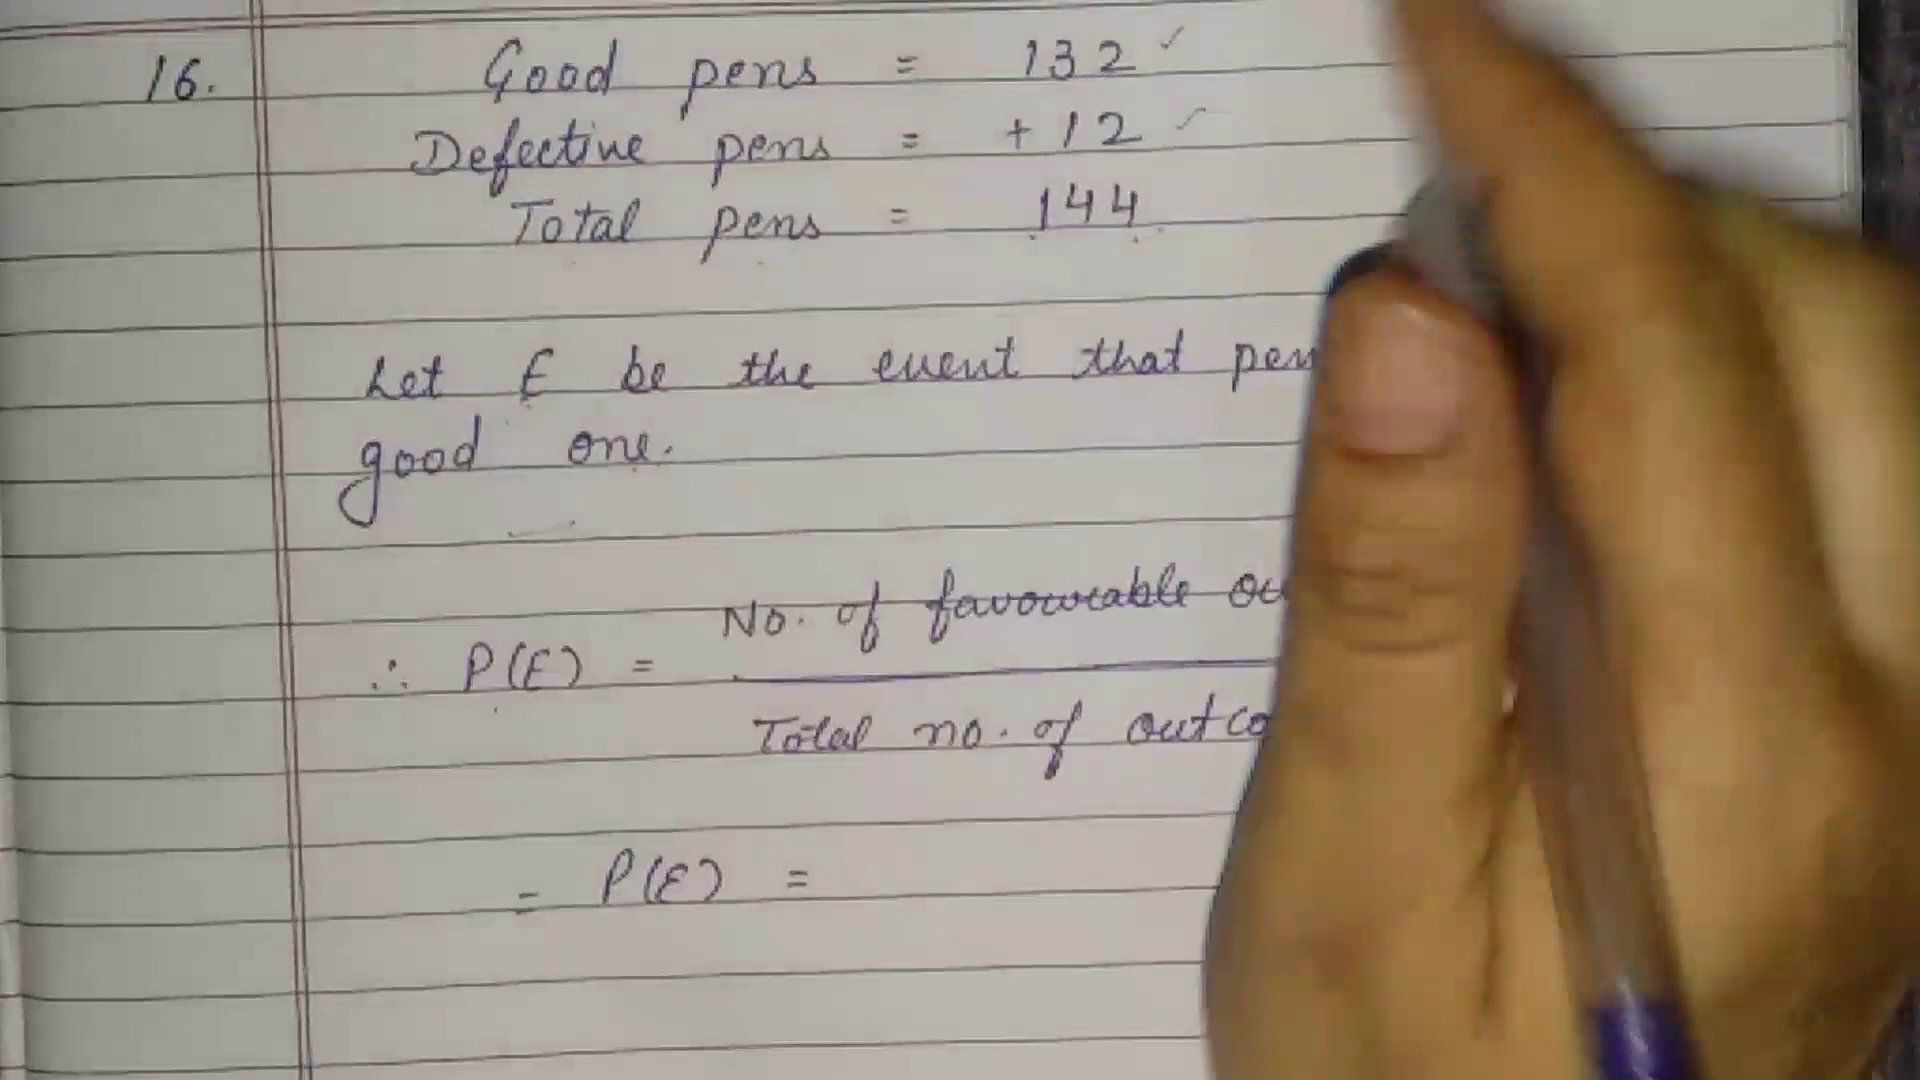 16. Good pens = 132 ✓
Defective pens = + 12 ✓
Total pens = 144
Let E be the event that pen
good one.
No. of favourable ou
∴ P(E) =
Total no. of outco
= P(E) =